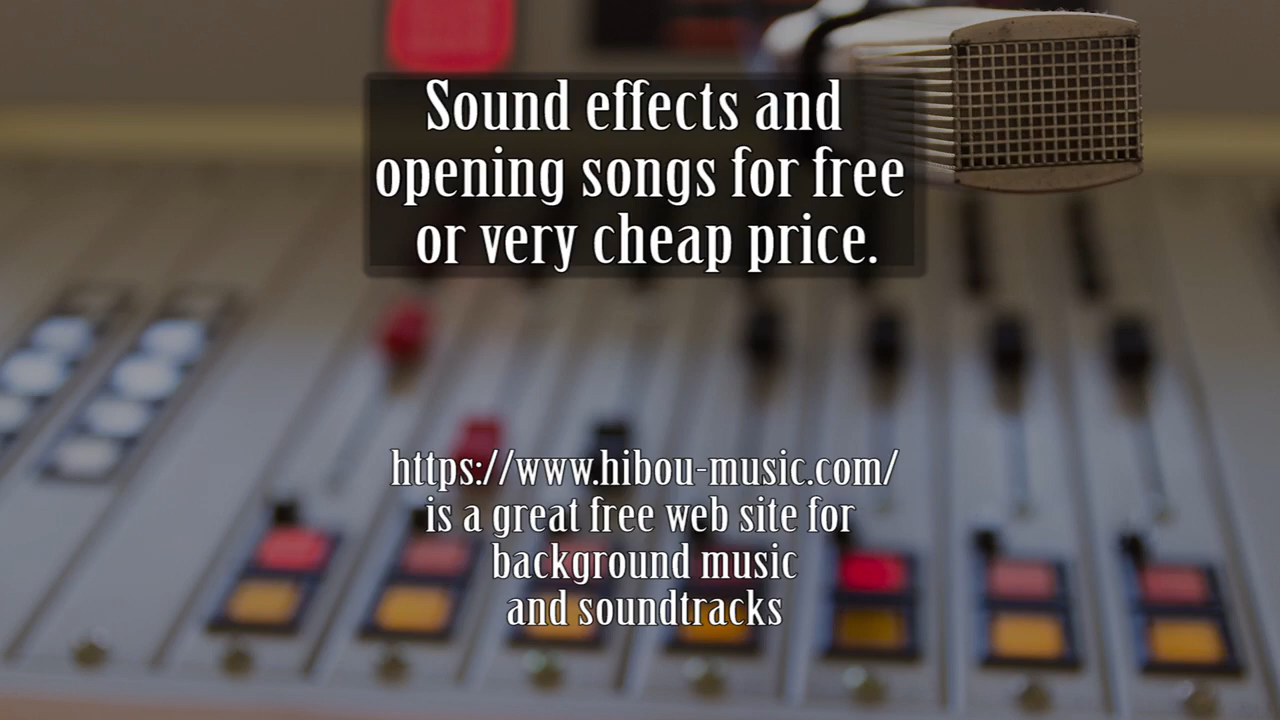 Sound effects and
opening songs for free
or very cheap price.
https://www.hibou-music.com/
is a great free web site for
background music
and soundtracks